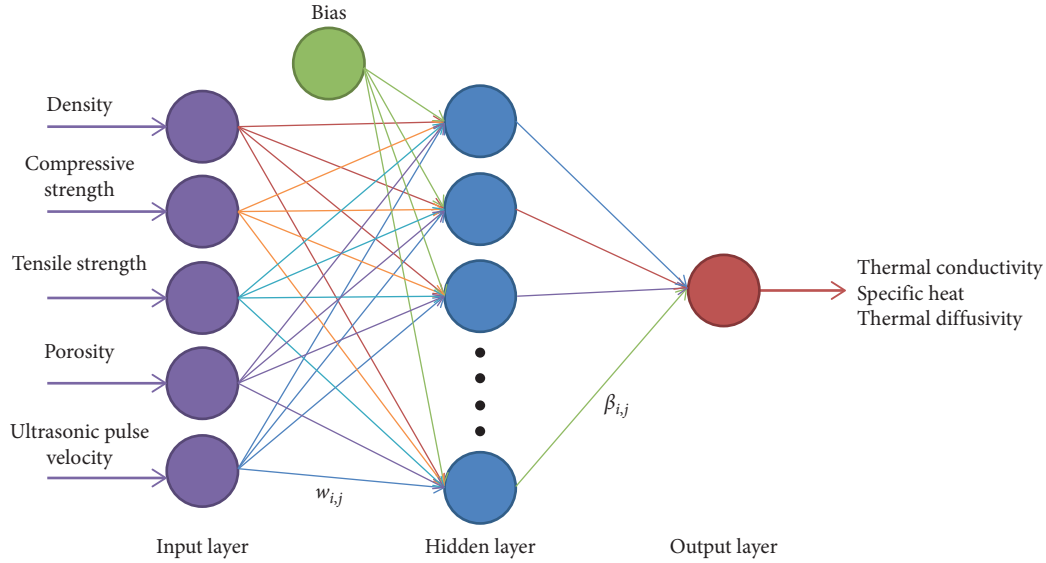 Bias
Density
Compressive
strength
Tensile strength
Porosity
Ultrasonic pulse
velocity
w_{i,j}
β_{i,j}
Thermal conductivity
Specific heat
Thermal diffusivity
Input layer
Hidden layer
Output layer